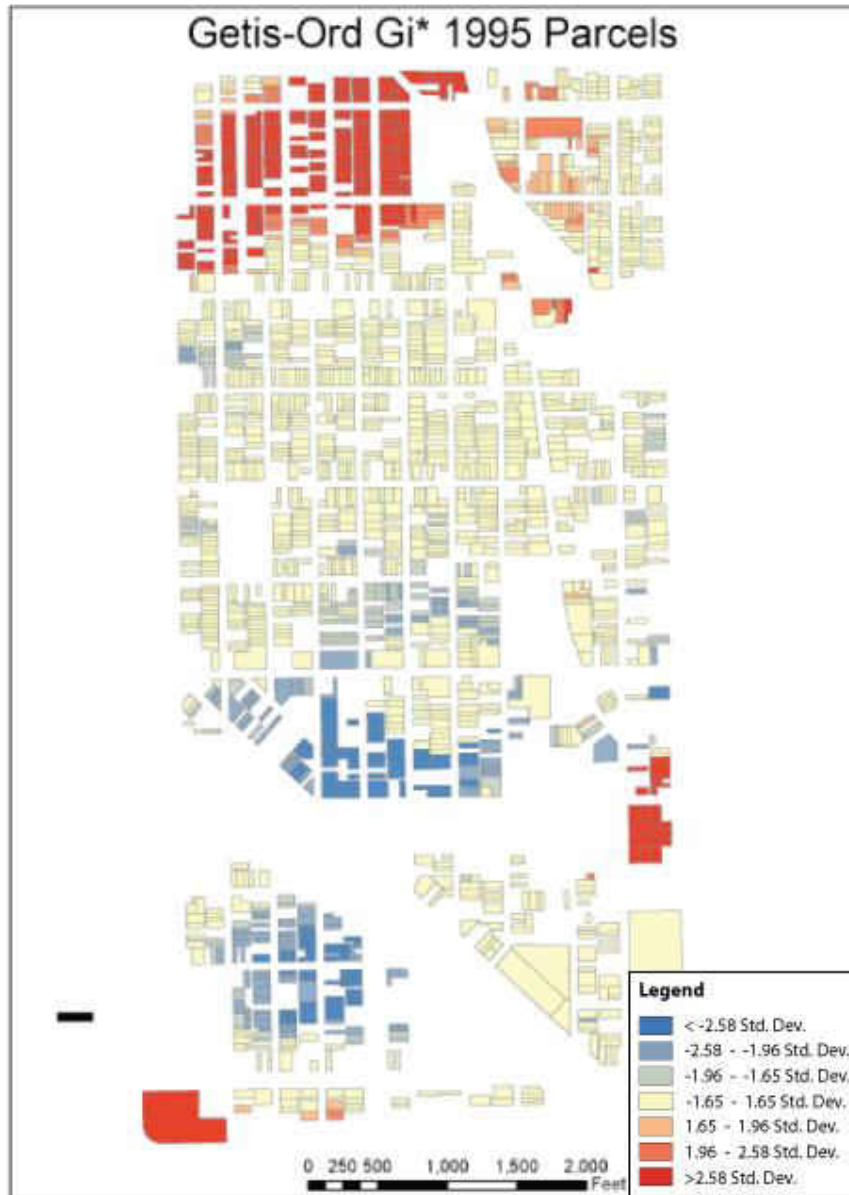 Getis-Ord Gi* 1995 Parcels
Legend
< -2.58 Std. Dev.
-2.58 - -1.96 Std. Dev.
-1.96 - -1.65 Std. Dev.
-1.65 - 1.65 Std. Dev.
1.65 - 1.96 Std. Dev.
1.96 - 2.58 Std. Dev.
>2.58 Std. Dev.
0 250 500 1,000 1,500 2,000
Feet